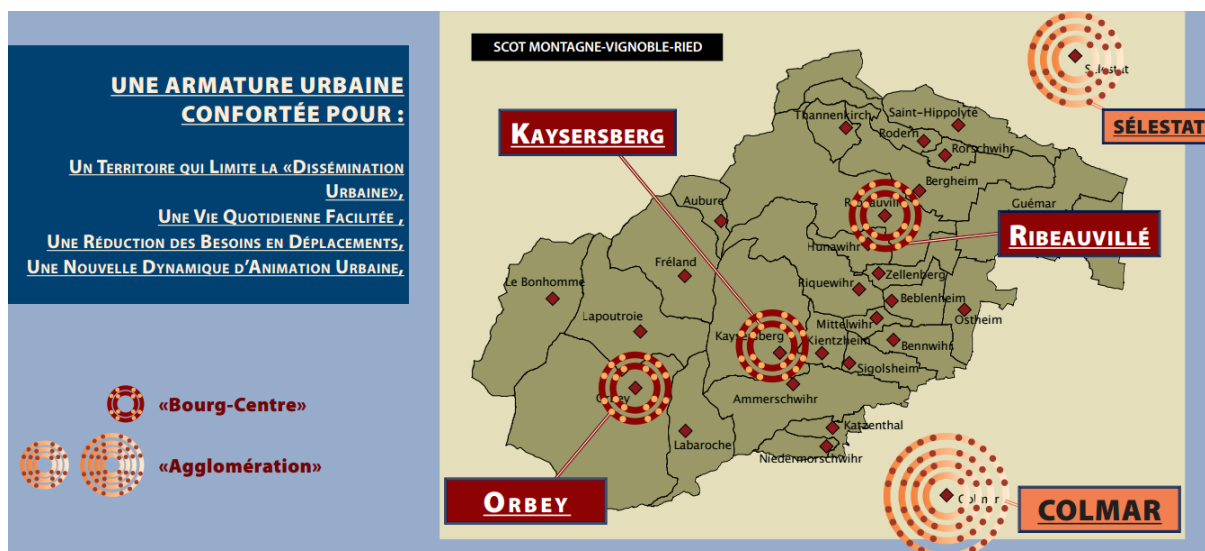 UNE ARMATURE URBAINE
CONFORTÉE POUR :
UN TERRITOIRE QUI LIMITE LA «DISSÉMINATION
URBAINE»,
UNE VIE QUOTIDIENNE FACILITÉE ,
UNE RÉDUCTION DES BESOINS EN DÉPLACEMENTS,
UNE NOUVELLE DYNAMIQUE D'ANIMATION URBAINE,
«Bourg-Centre»
«Agglomération»
SCOT MONTAGNE-VIGNOBLE-RIED
SÉLESTAT
KAYSERSBERG
Thannenkirch
Saint-Hippolyte
Rodern
Rorschwihr
Bergheim
Guémar
RIBEAUVILLÉ
Aubure
Hunawihr
Zellenberg
Fréland
Le Bonhomme
Riquewihr
Beblenheim
Ostheim
Lapoutroie
Mittelwihr
Bennwihr
Kaysersberg
Kientzheim
Sigolsheim
Ammerschwihr
Orbey
Labaroche
Katzenthal
Niedermorschwihr
ORBEY
Colmar
COLMAR